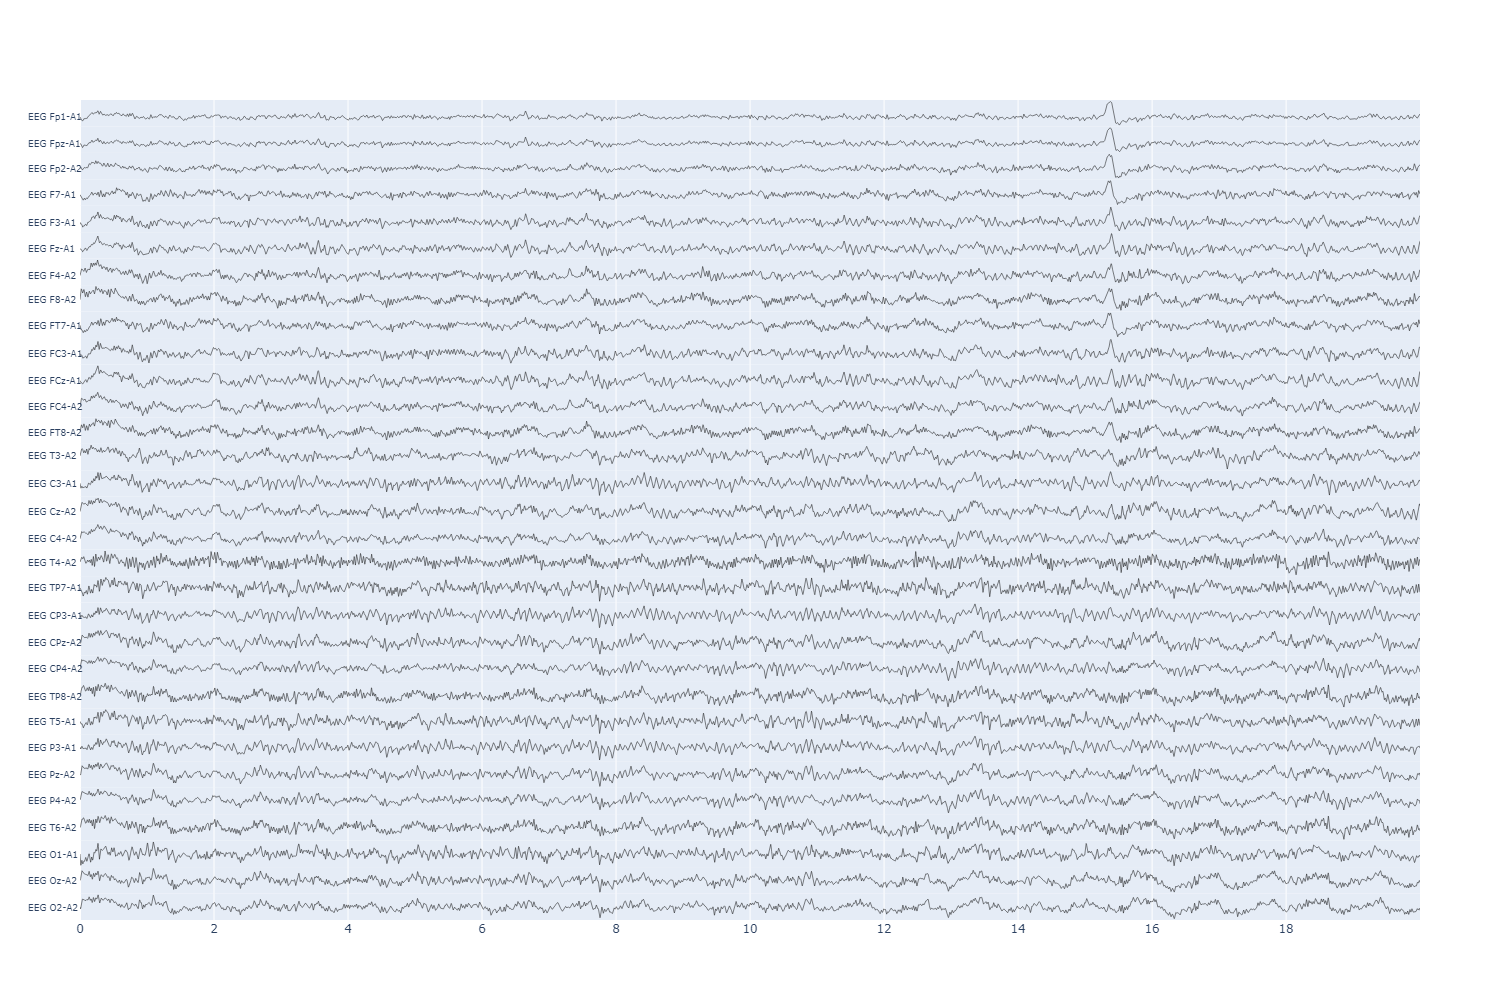 EEG Fp1-A1
EEG Fpz-A1
EEG Fp2-A2
EEG F7-A1
EEG F3-A1
EEG Fz-A1
EEG F4-A2
EEG F8-A2
EEG FT7-A1
EEG FC3-A1
EEG FCz-A1
EEG FC4-A2
EEG FT8-A2
EEG T3-A2
EEG C3-A1
EEG Cz-A2
EEG C4-A2
EEG T4-A2
EEG TP7-A1
EEG CP3-A1
EEG CPz-A2
EEG CP4-A2
EEG TP8-A2
EEG T5-A1
EEG P3-A1
EEG Pz-A2
EEG P4-A2
EEG T6-A2
EEG O1-A1
EEG Oz-A2
EEG O2-A2
0 2 4 6 8 10 12 14 16 18